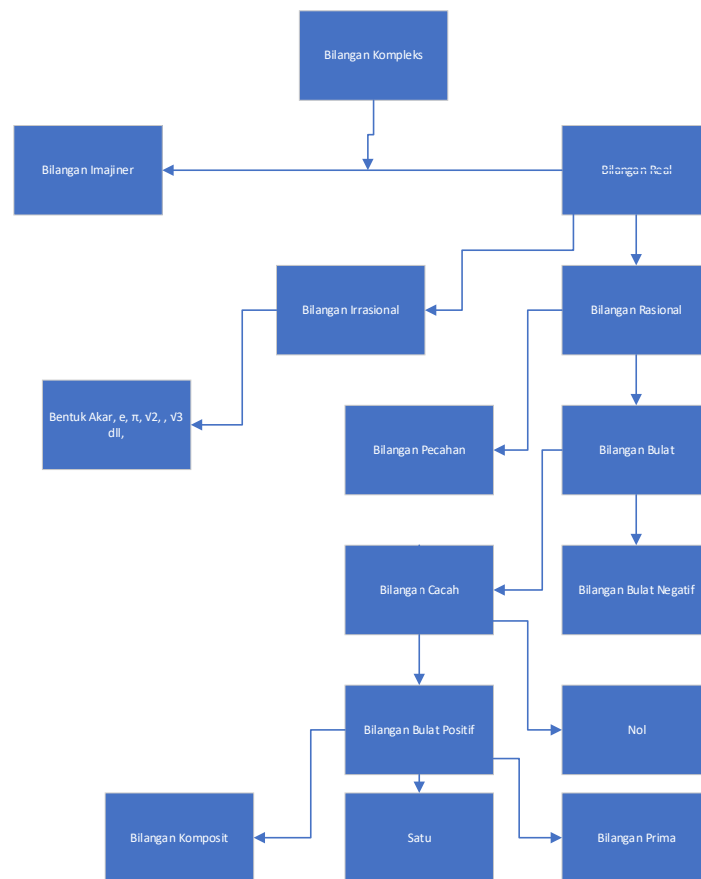 Bilangan Kompleks
Bilangan Imajiner
Bilangan Real
Bilangan Irrasional
Bilangan Rasional
Bentuk Akar, e, π, √2, , √3
dll,
Bilangan Pecahan
Bilangan Bulat
Bilangan Cacah
Bilangan Bulat Negatif
Bilangan Bulat Positif
Nol
Bilangan Komposit
Satu
Bilangan Prima